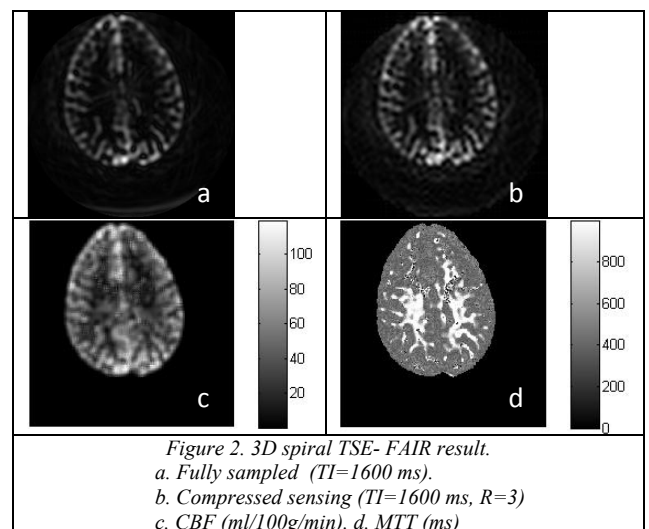 a
b
100
80
60
40
20
c
800
600
400
200
0
d
Figure 2. 3D spiral TSE- FAIR result.
a. Fully sampled (TI=1600 ms).
b. Compressed sensing (TI=1600 ms, R=3)
c. CBF (ml/100g/min). d. MTT (ms)